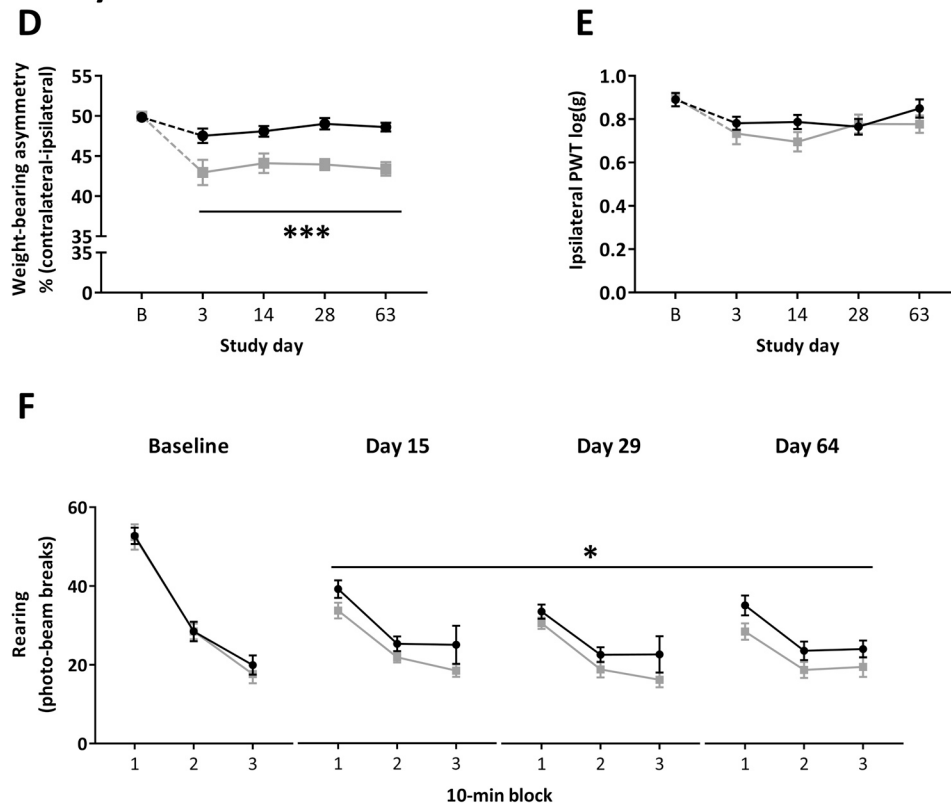 D
Weight-bearing asymmetry
% (contralateral-ipsilateral)
55
50
45
40
35
35
0
***
B 3 14 28 63
Study day
E
Ipsilateral PWT log(g)
1.0
0.8
0.6
0.4
0.2
0.0
B 3 14 28 63
Study day
F
Baseline Day 15 Day 29 Day 64
Rearing
(photo-beam breaks)
60
40
20
0
*
1 2 3 1 2 3 1 2 3 1 2 3
10-min block